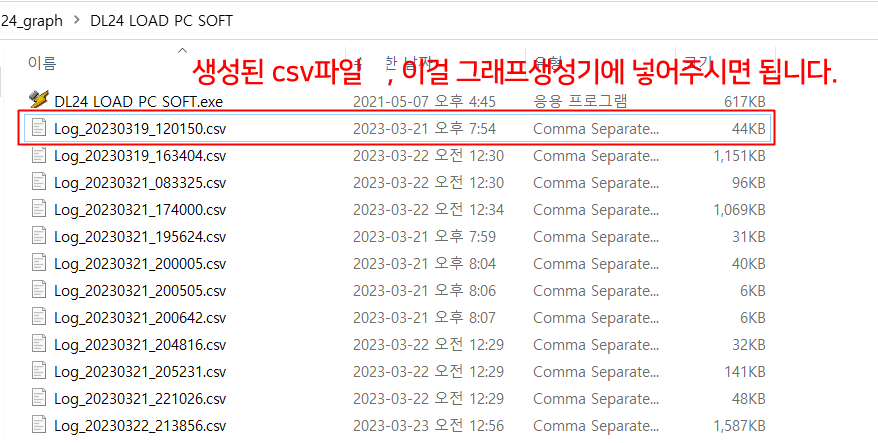 24_graph > DL24 LOAD PC SOFT
이름 한 날짜 유형 크기
생성된 csv파일 , 이걸 그래프생성기에 넣어주시면 됩니다.
DL24 LOAD PC SOFT.exe 2021-05-07 오후 4:45 응용 프로그램 617KB
Log_20230319_120150.csv 2023-03-21 오후 7:54 Comma Separate... 44KB
Log_20230319_163404.csv 2023-03-22 오전 12:30 Comma Separate... 1,151KB
Log_20230321_083325.csv 2023-03-22 오전 12:30 Comma Separate... 96KB
Log_20230321_174000.csv 2023-03-22 오전 12:34 Comma Separate... 1,069KB
Log_20230321_195624.csv 2023-03-21 오후 7:59 Comma Separate... 31KB
Log_20230321_200005.csv 2023-03-21 오후 8:04 Comma Separate... 40KB
Log_20230321_200505.csv 2023-03-21 오후 8:06 Comma Separate... 6KB
Log_20230321_200642.csv 2023-03-21 오후 8:07 Comma Separate... 6KB
Log_20230321_204816.csv 2023-03-22 오전 12:29 Comma Separate... 32KB
Log_20230321_205231.csv 2023-03-22 오전 12:29 Comma Separate... 141KB
Log_20230321_221026.csv 2023-03-22 오전 12:29 Comma Separate... 48KB
Log_20230322_213856.csv 2023-03-23 오전 12:56 Comma Separate... 1,587KB